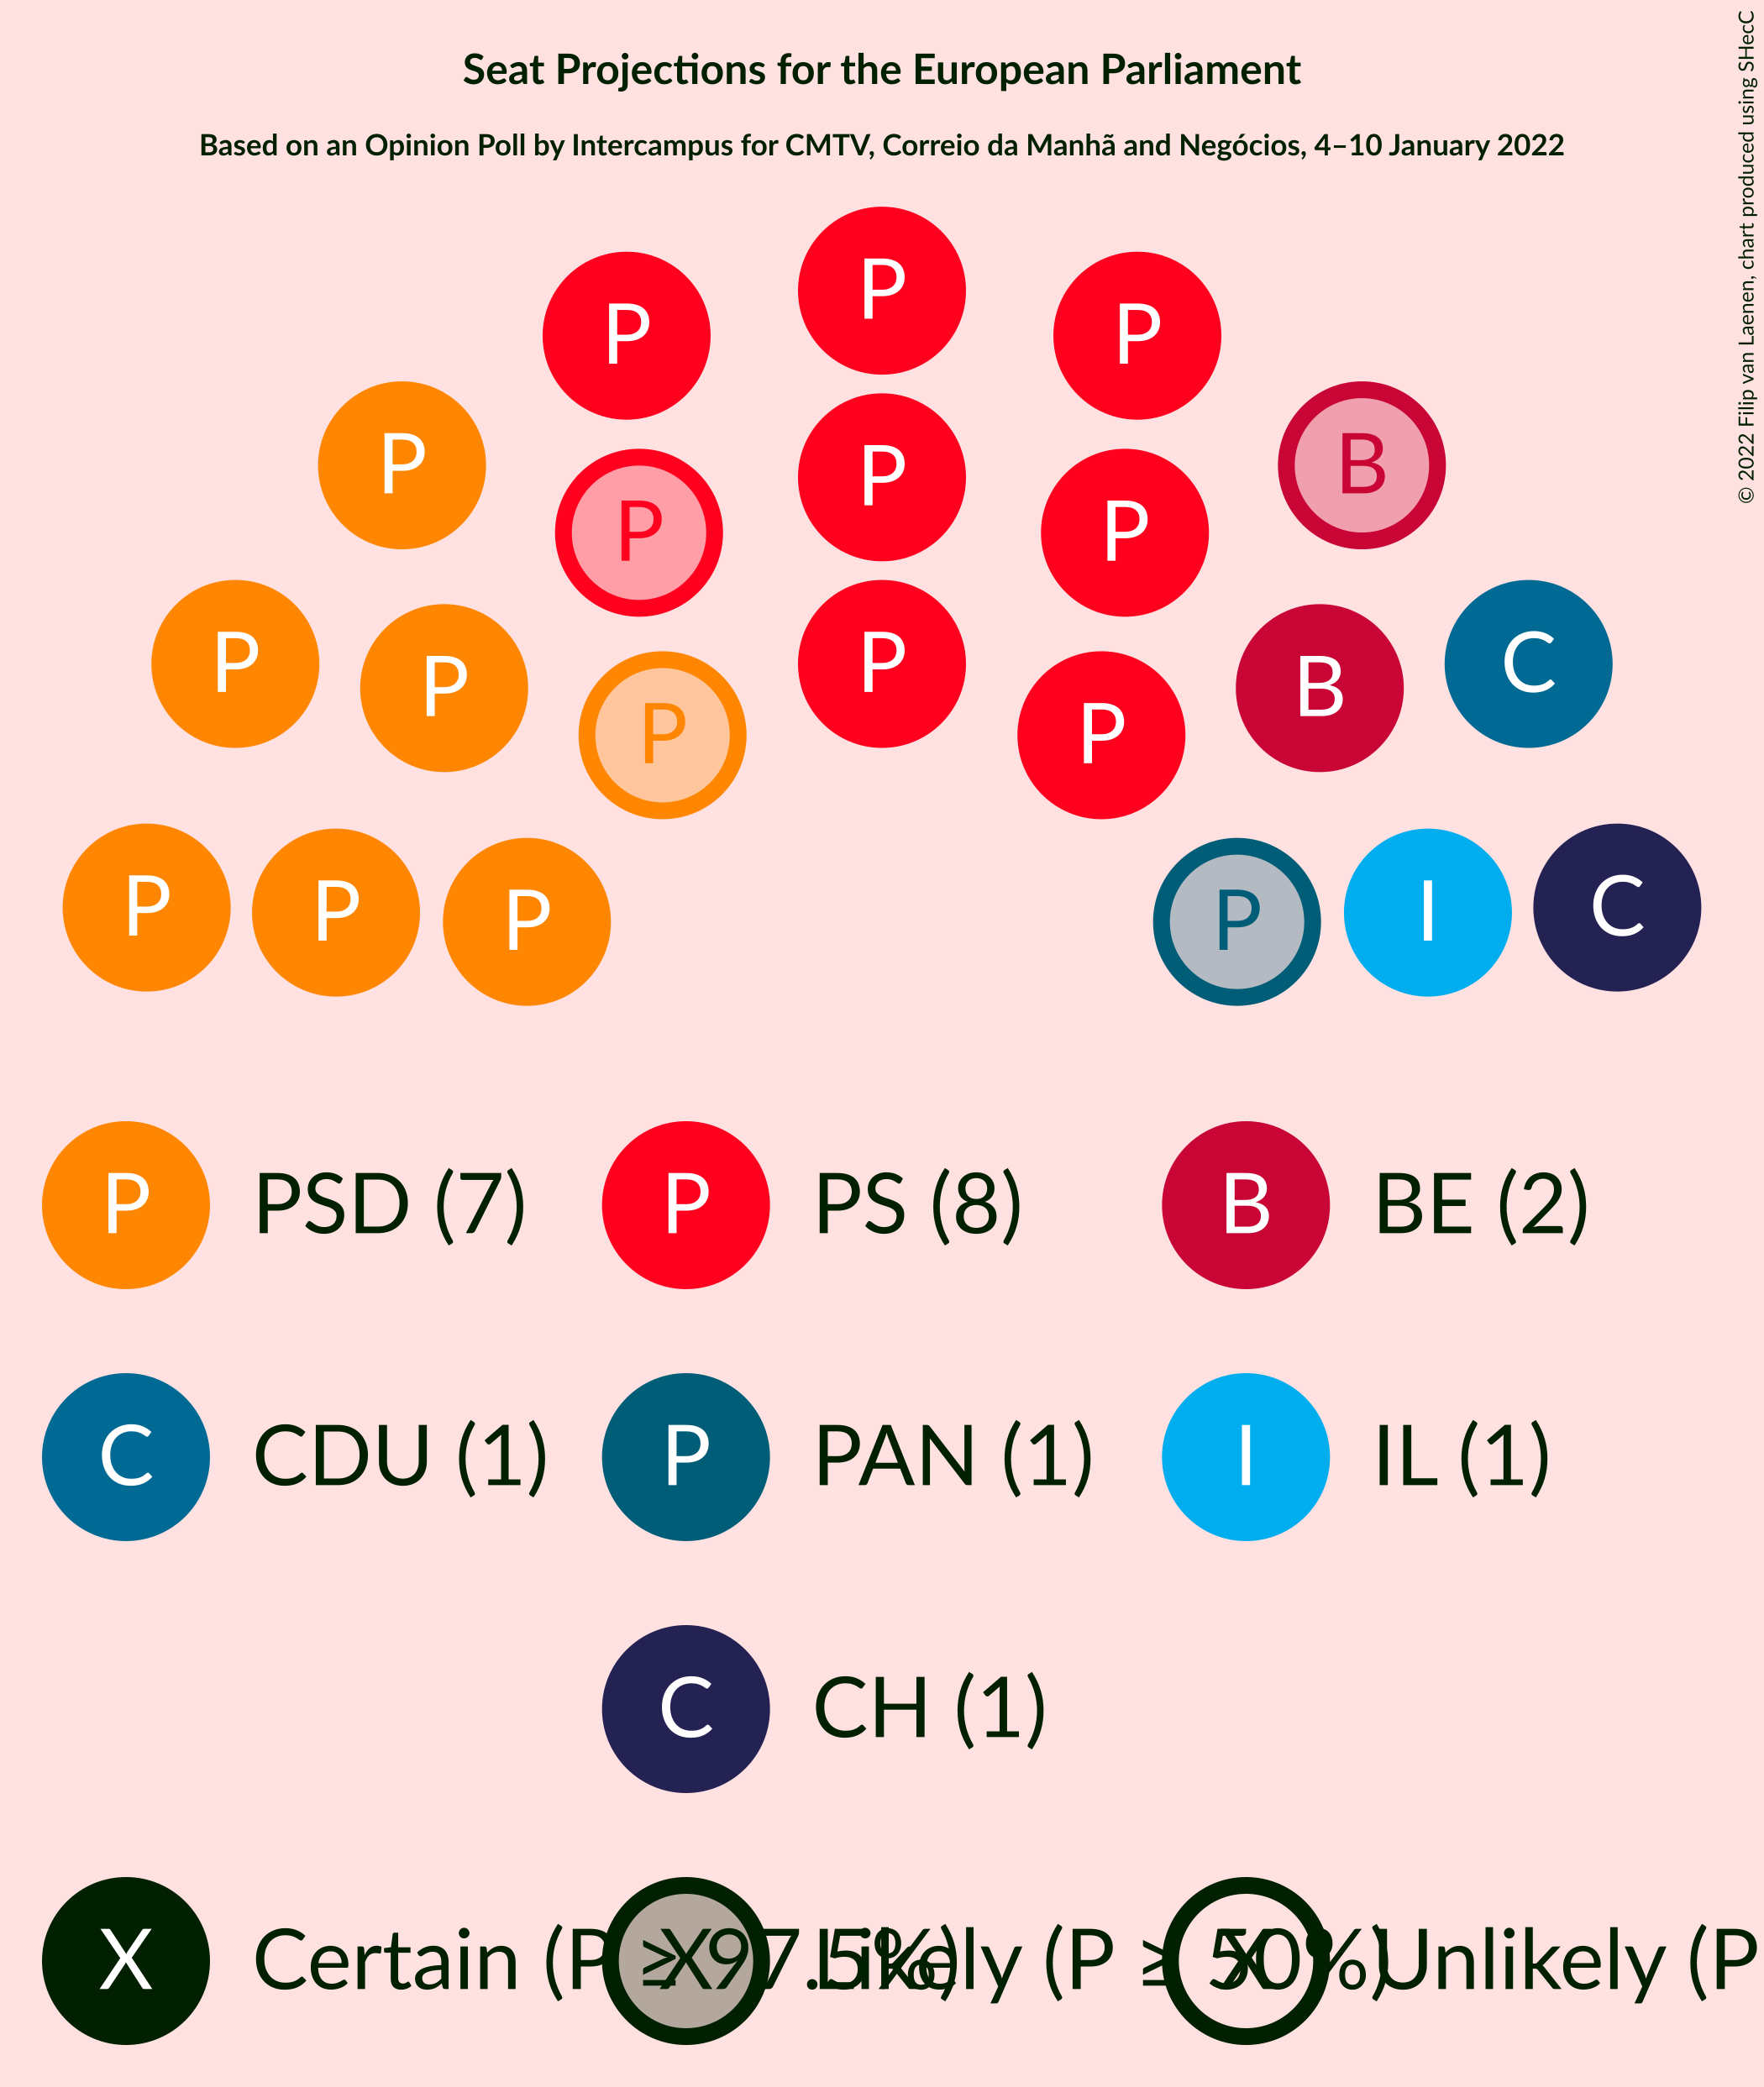 Seat Projections for the European Parliament
Based on an Opinion Poll by Intercampus for CMTV, Correio da Manhã and Negócios, 4–10 January 2022
© 2022 Filip van Laenen, chart produced using SHecC
P
P P
P P B
P P P
P P B C
P P
P P P P I C
P PSD (7) P PS (8) B BE (2)
C CDU (1) P PAN (1) I IL (1)
C CH (1)
X Certain (P ≥ 97.5%) X Likely (P ≥ 50%) X Unlikely (P